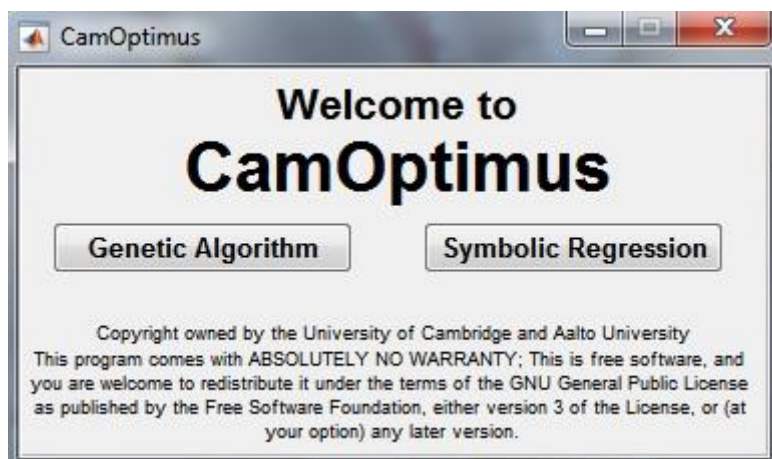 CamOptimus
Welcome to
CamOptimus
Genetic Algorithm
Symbolic Regression
Copyright owned by the University of Cambridge and Aalto University
This program comes with ABSOLUTELY NO WARRANTY; This is free software, and
you are welcome to redistribute it under the terms of the GNU General Public License
as published by the Free Software Foundation, either version 3 of the License, or (at
your option) any later version.